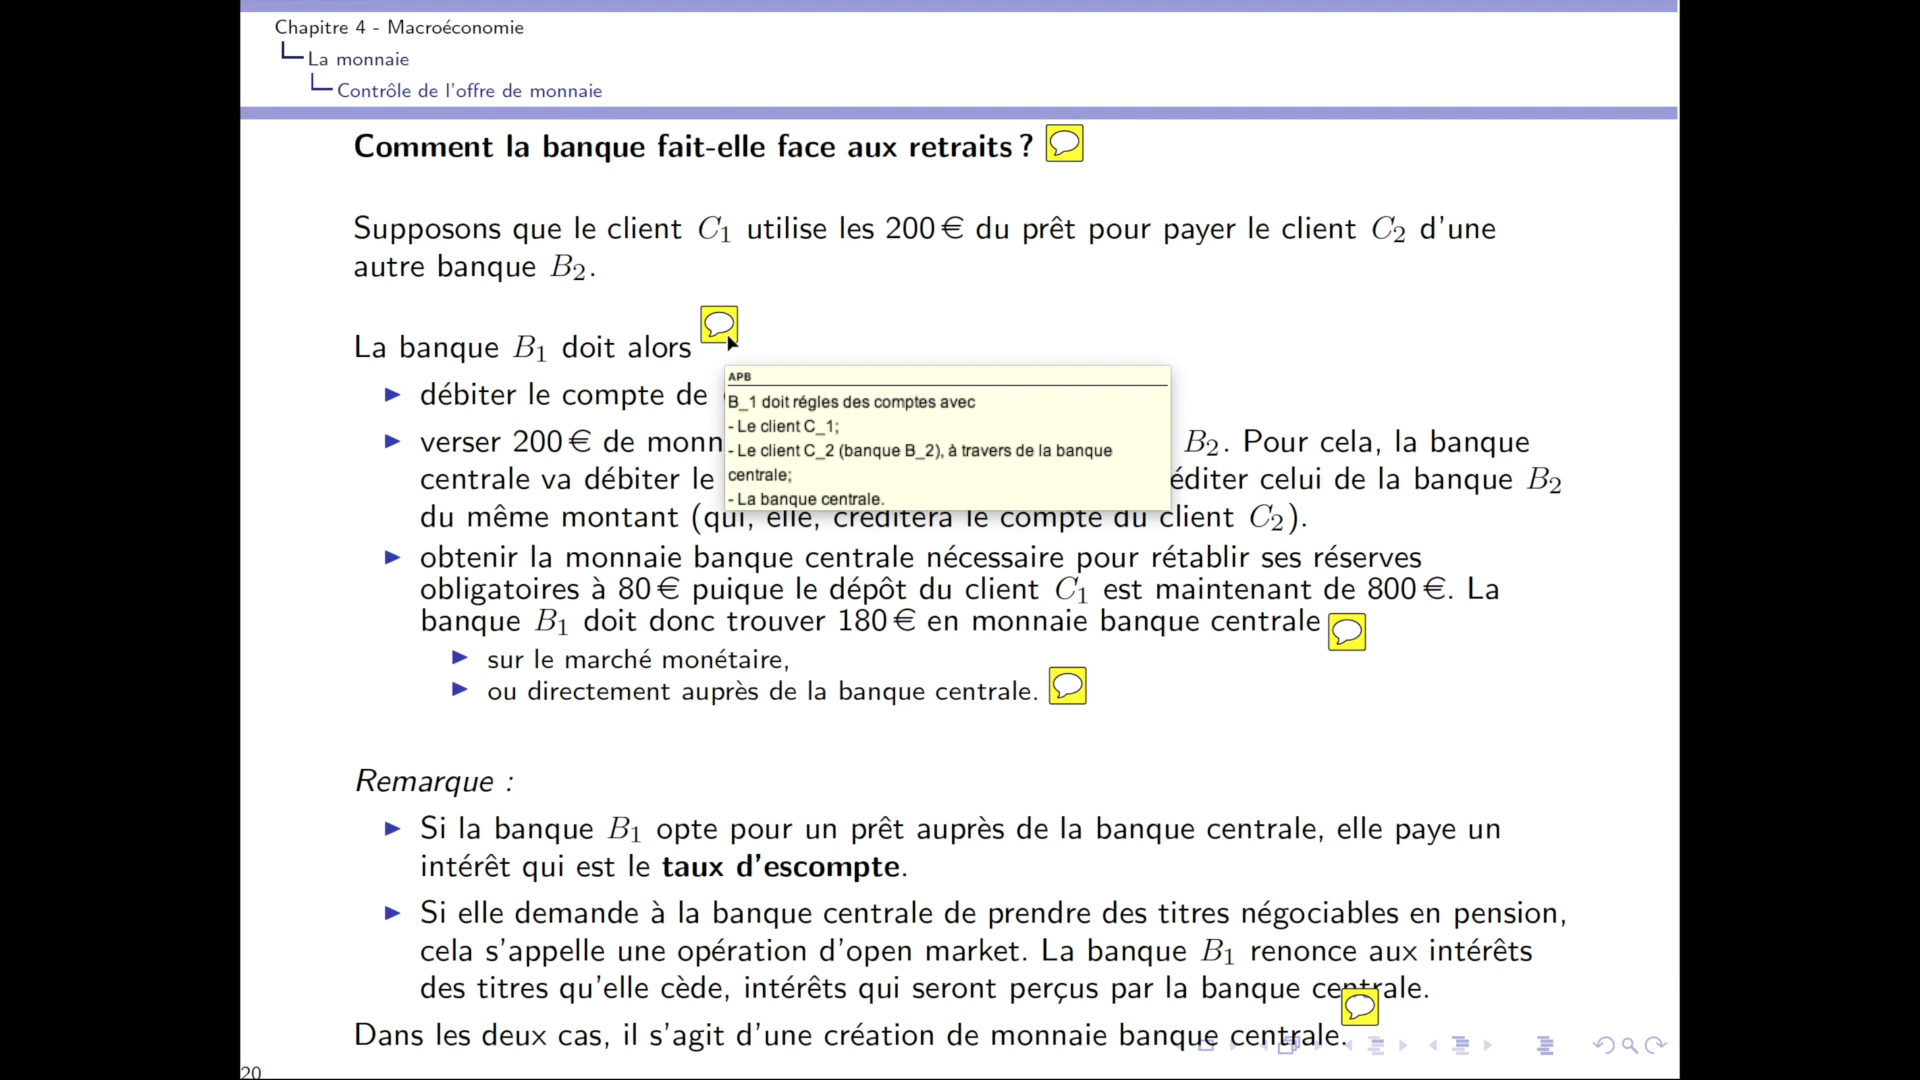 Chapitre 4 - Macroéconomie
La monnaie
Contrôle de l'offre de monnaie
Comment la banque fait-elle face aux retraits ?
Supposons que le client C1 utilise les 200 € du prêt pour payer le client C2 d'une
autre banque B2.
La banque B1 doit alors
▶ débiter le compte de
▶ verser 200 € de monn B2. Pour cela, la banque
centrale va débiter le éditer celui de la banque B2
du même montant (qui, elle, créditera le compte du client C2).
APB
B_1 doit régles des comptes avec
- Le client C_1;
- Le client C_2 (banque B_2), à travers de la banque
centrale;
- La banque centrale.
▶ obtenir la monnaie banque centrale nécessaire pour rétablir ses réserves
obligatoires à 80 € puique le dépôt du client C1 est maintenant de 800 €. La
banque B1 doit donc trouver 180 € en monnaie banque centrale
▶ sur le marché monétaire,
▶ ou directement auprès de la banque centrale.
Remarque :
▶ Si la banque B1 opte pour un prêt auprès de la banque centrale, elle paye un
intérêt qui est le taux d'escompte.
▶ Si elle demande à la banque centrale de prendre des titres négociables en pension,
cela s'appelle une opération d'open market. La banque B1 renonce aux intérêts
des titres qu'elle cède, intérêts qui seront perçus par la banque centrale.
Dans les deux cas, il s'agit d'une création de monnaie banque centrale.
20